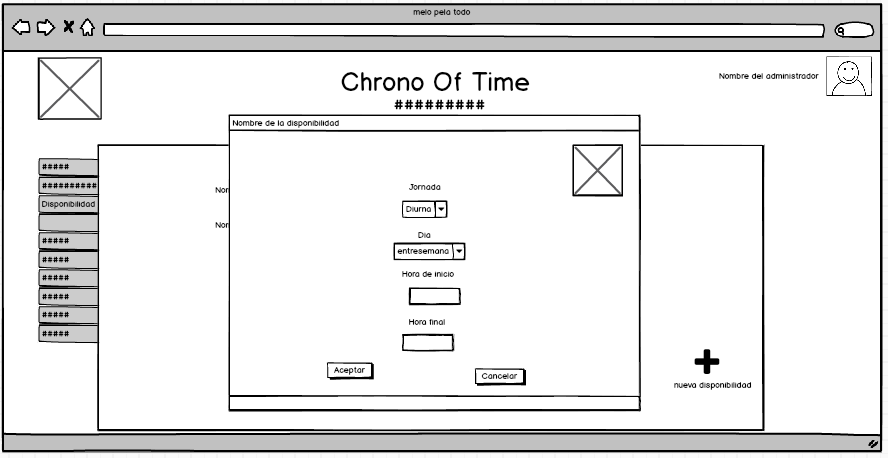 melo pela todo
Chrono Of Time
Nombre del administrador
#########
Nombre de la disponibilidad
#####
##########
Disponibilidad
#####
#####
#####
#####
#####
#####
Nor
Nor
Jornada
Diurna
Dia
entresemana
Hora de inicio
Hora final
Aceptar
Cancelar
nueva disponibilidad